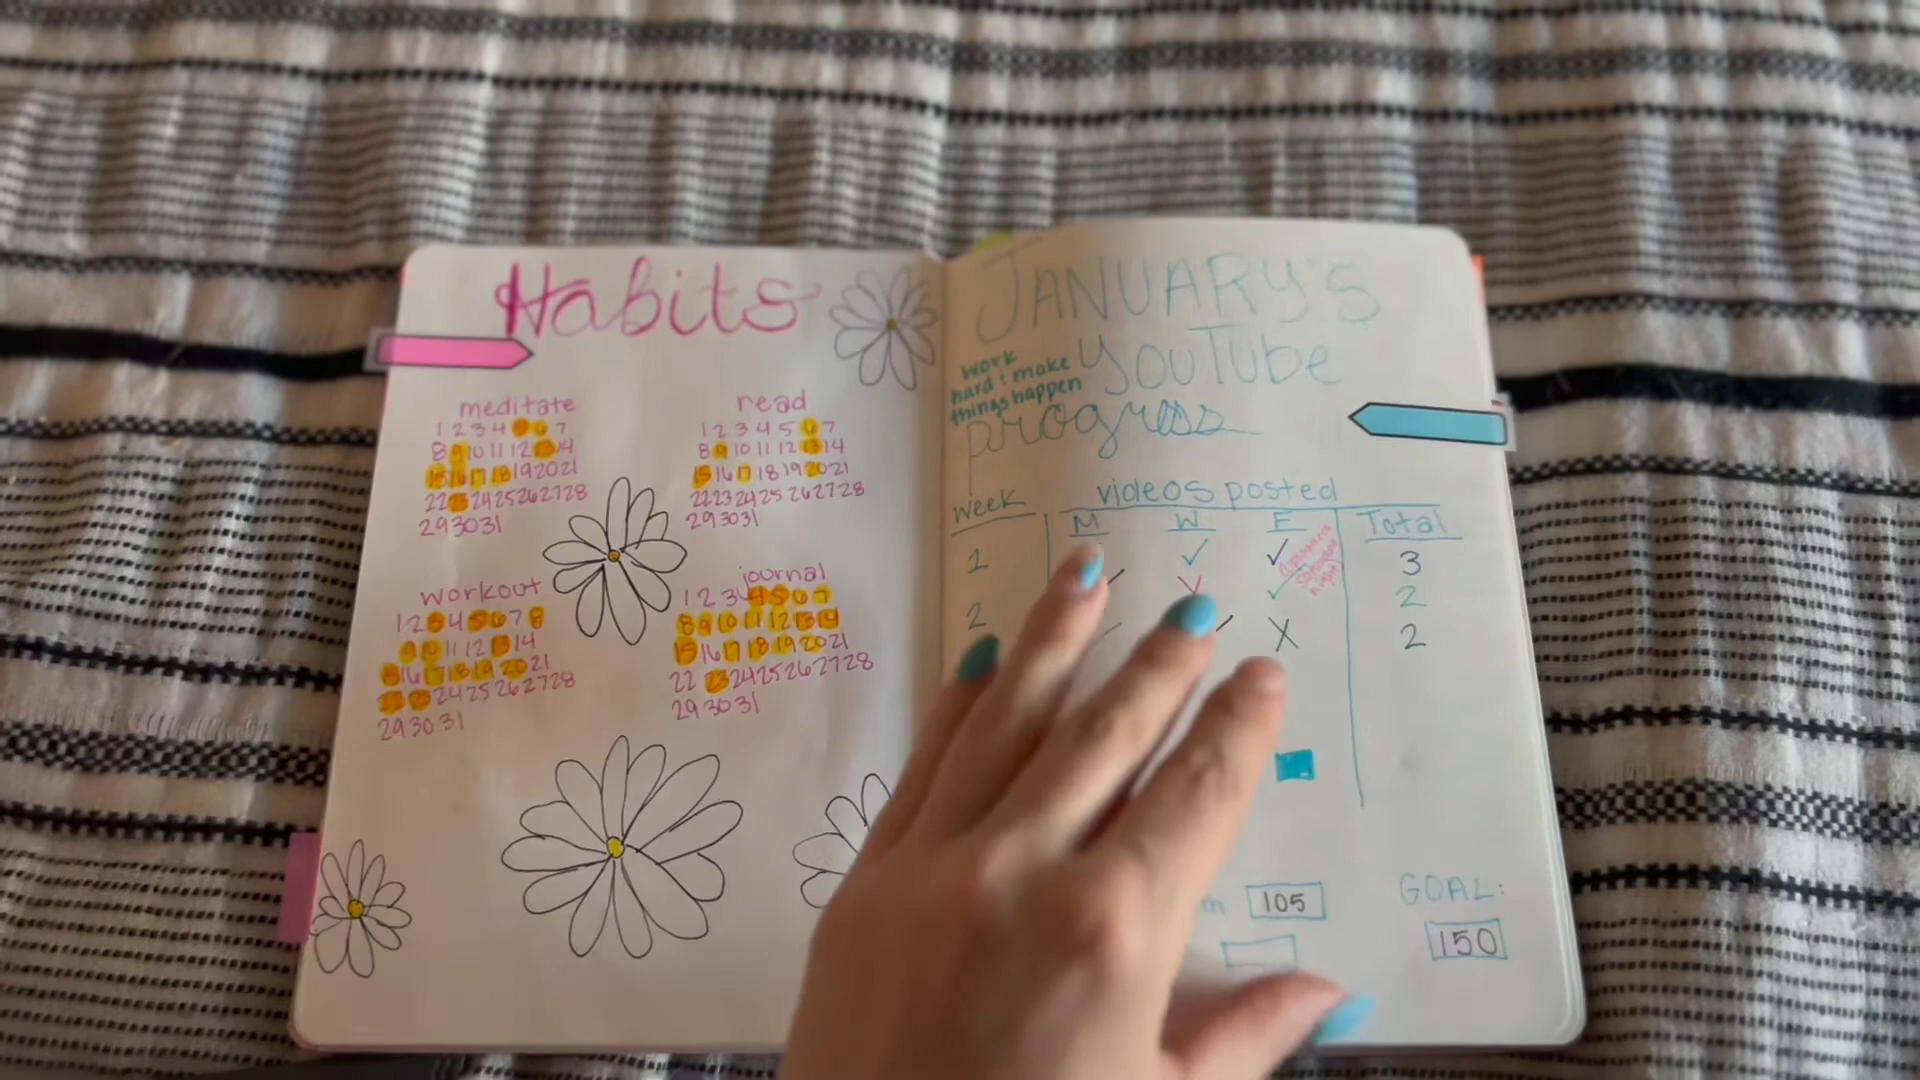 Habits
meditate
1 2 3 4 5 6 7
8 9 10 11 12 13 14
15 16 17 18 19 20 21
22 23 24 25 26 27 28
29 30 31
read
1 2 3 4 5 6 7
8 9 10 11 12 13 14
15 16 17 18 19 20 21
22 23 24 25 26 27 28
29 30 31
workout
1 2 3 4 5 6 7 8
9 10 11 12 13 14
15 16 17 18 19 20 21
22 23 24 25 26 27 28
29 30 31
journal
1 2 3 4 5 6 7
8 9 10 11 12 13 14
15 16 17 18 19 20 21
22 23 24 25 26 27 28
29 30 31
JANUARY'S
YouTube
progress
work
hard & make
things happen
week videos posted
M W F Total
1 ✓ ✓ 3
2 ✓ 2
X 2
105
GOAL:
150